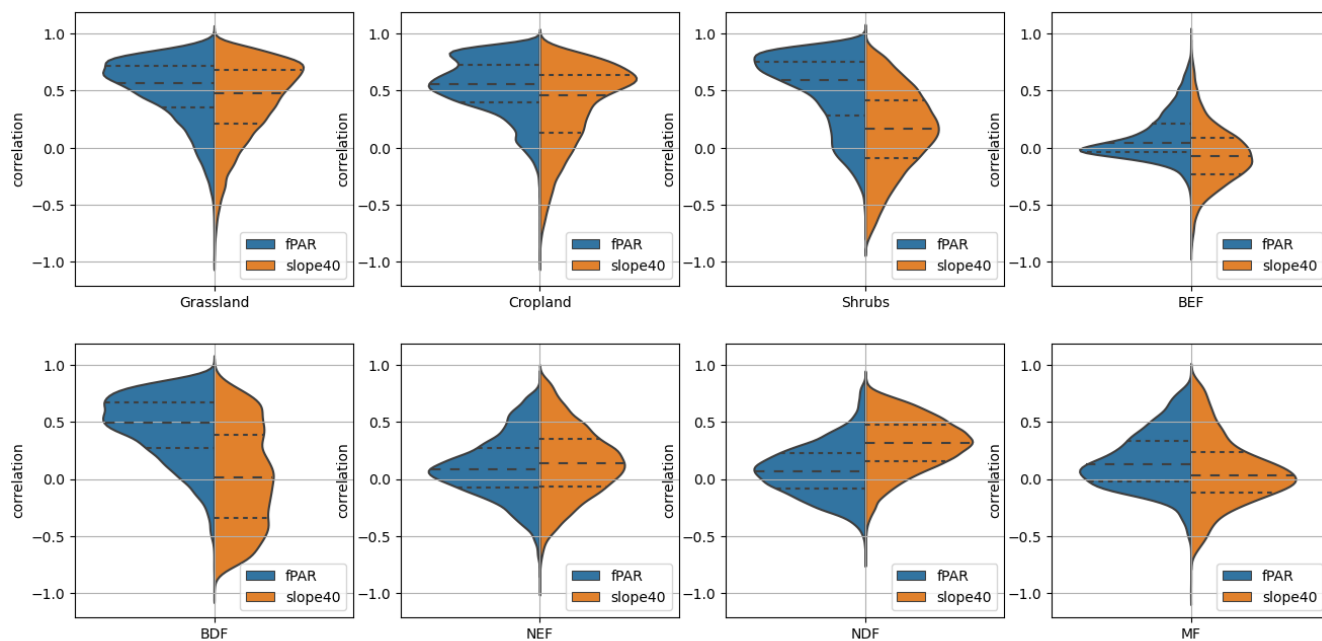 1.0
0.5
0.0
−0.5
−1.0
correlation
fPAR
slope40
Grassland
1.0
0.5
0.0
−0.5
−1.0
correlation
fPAR
slope40
Cropland
1.0
0.5
0.0
−0.5
−1.0
correlation
fPAR
slope40
Shrubs
1.0
0.5
0.0
−0.5
−1.0
correlation
fPAR
slope40
BEF
1.0
0.5
0.0
−0.5
−1.0
correlation
fPAR
slope40
BDF
1.0
0.5
0.0
−0.5
−1.0
correlation
fPAR
slope40
NEF
1.0
0.5
0.0
−0.5
−1.0
correlation
fPAR
slope40
NDF
1.0
0.5
0.0
−0.5
−1.0
correlation
fPAR
slope40
MF